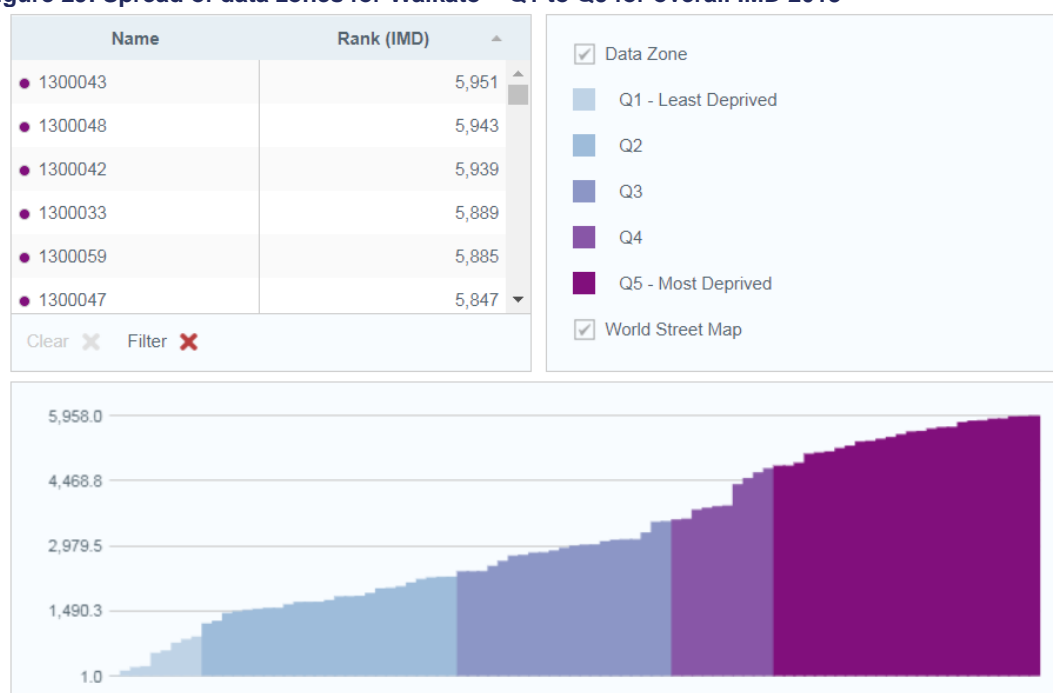 Name Rank (IMD)
1300043 5,951
1300048 5,943
1300042 5,939
1300033 5,889
1300059 5,885
1300047 5,847
Clear Filter
Data Zone
Q1 - Least Deprived
Q2
Q3
Q4
Q5 - Most Deprived
World Street Map
5,958.0
4,468.8
2,979.5
1,490.3
1.0